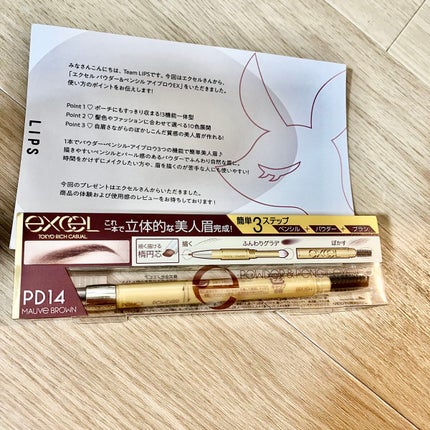 みなさんこんにちは、Team LIPSです。今回はエクセルさんから、
「エクセル パウダー&ペンシル アイブロウEX」をいただきました。
使い方のポイントをお伝えします!
Point 1 ♡ ポーチにもすっきり収まる!3機能一体型
Point 2 ♡ 髪色やファッションに合わせて選べる10色展開
Point 3 ♡ 自眉さながらのぼかしこんだ質感の美人眉が作れる!
1本でパウダー・ペンシル・アイブロウ3つの機能で簡単美人眉♪
描きやすいペンシルとパール感のあるパウダーでふんわり自然な眉に。
時間をかけずにメイクしたい方や、眉を描くのが苦手な人にも使いやすい!
今回のプレゼントはエクセルさんからいただきました。
商品の体験および使用感のレビューをお待ちしております!
LIPS
excel
TOKYO RICH CASUAL
これ一本で立体的な美人眉完成!
簡単3ステップ
ペンシル + パウダー + ブラシ
細く描ける
楕円芯
描く
ふんわりグラデ
ぼかす
PD14
MAUVE BROWN